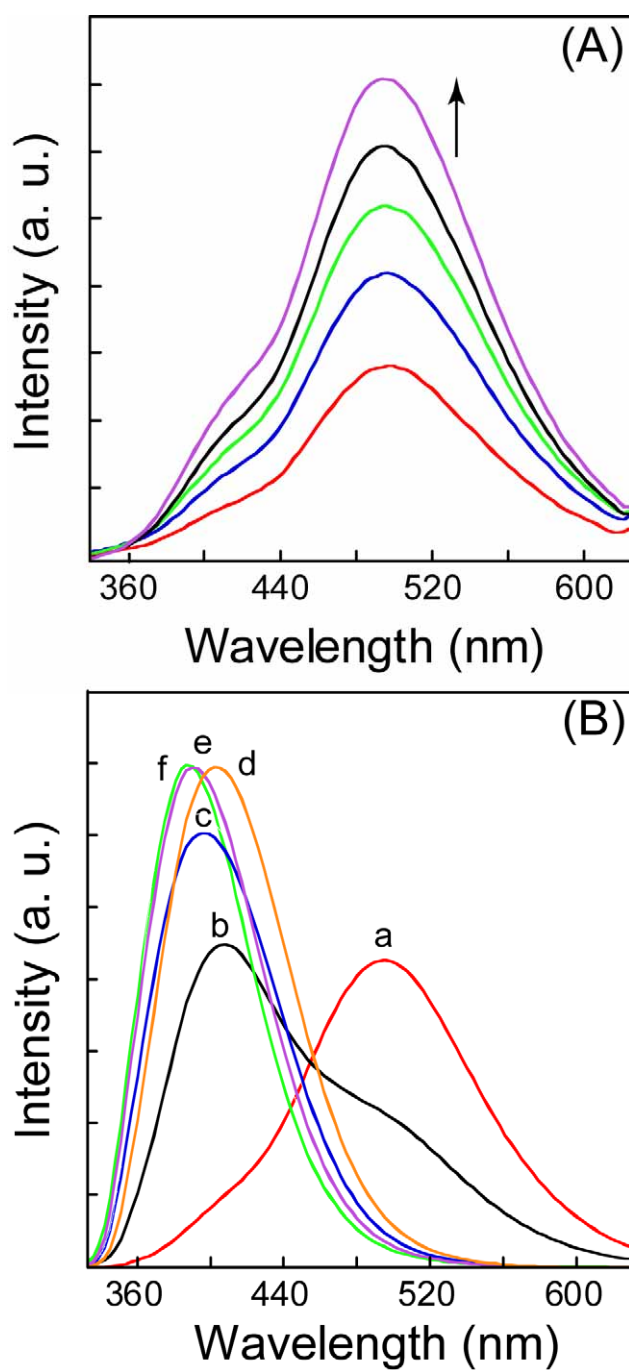 (A)
Intensity (a. u.)
360 440 520 600
Wavelength (nm)
(B)
f e d
c
b a
Intensity (a. u.)
360 440 520 600
Wavelength (nm)